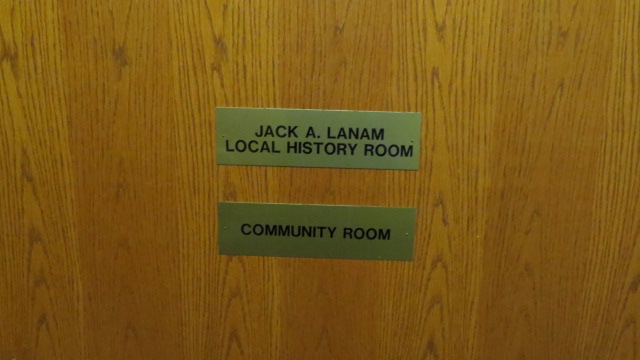 JACK A. LANAM
LOCAL HISTORY ROOM
COMMUNITY ROOM